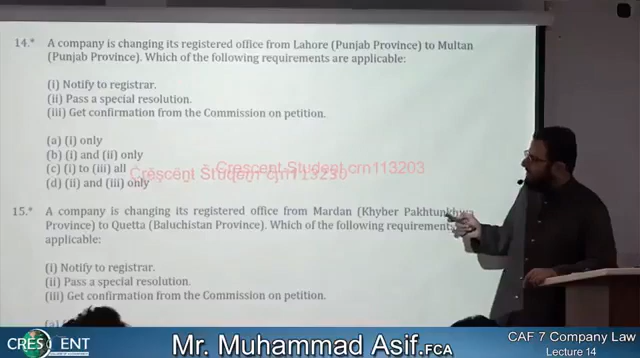 14.* A company is changing its registered office from Lahore (Punjab Province) to Multan
(Punjab Province). Which of the following requirements are applicable:
(i) Notify to registrar.
(ii) Pass a special resolution.
(iii) Get confirmation from the Commission on petition.
(a) (i) only
(b) (i) and (ii) only
(c) (i) to (iii) all
(d) (ii) and (iii) only
Crescent-Student crn113203
Crescent Student crn113230
15.* A company is changing its registered office from Mardan (Khyber Pakhtunkhwa
Province) to Quetta (Baluchistan Province). Which of the following requirements
applicable:
(i) Notify to registrar.
(ii) Pass a special resolution.
(iii) Get confirmation from the Commission on petition.
CRESCENT
Mr. Muhammad Asif.FCA
CAF 7 Company Law
Lecture 14